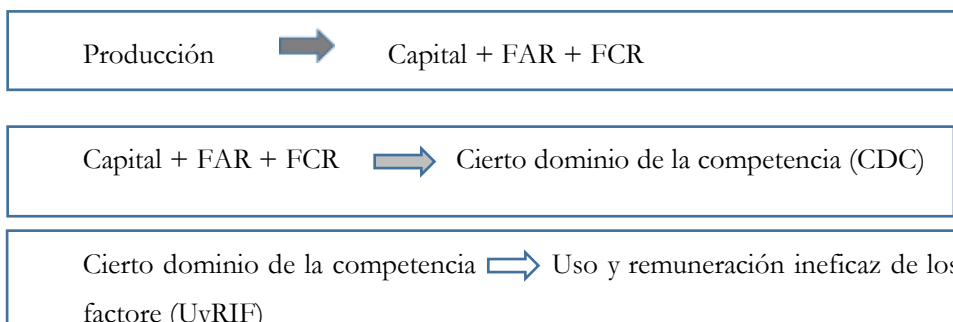 Producción Capital + FAR + FCR
Capital + FAR + FCR Cierto dominio de la competencia (CDC)
Cierto dominio de la competencia Uso y remuneración ineficaz de los
factore (UyRIF)